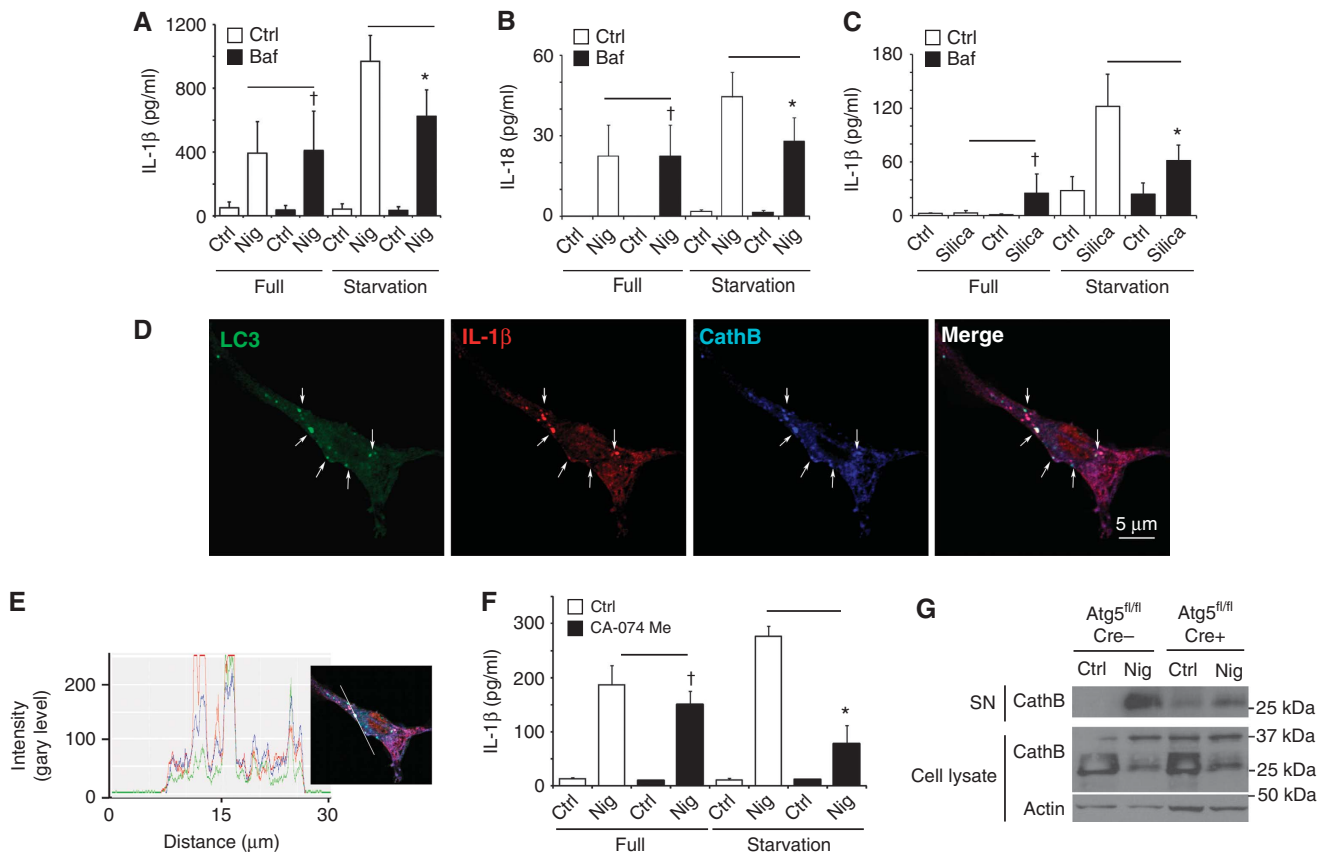 A
IL-1β (pg/ml)
1200
800
400
0
Ctrl
Baf
†
*
Ctrl Nig Ctrl Nig Ctrl Nig Ctrl Nig
Full Starvation
B
IL-18 (pg/ml)
60
30
0
Ctrl
Baf
†
*
Ctrl Nig Ctrl Nig Ctrl Nig Ctrl Nig
Full Starvation
C
IL-1β (pg/ml)
180
120
60
0
Ctrl
Baf
†
*
Ctrl Silica Ctrl Silica Ctrl Silica Ctrl Silica
Full Starvation
D
LC3
IL-1β
CathB
Merge
5 μm
E
Intensity
(gary level)
200
100
0
0 15 30
Distance (μm)
F
IL-1β (pg/ml)
300
200
100
0
Ctrl
CA-074 Me
†
*
Ctrl Nig Ctrl Nig Ctrl Nig Ctrl Nig
Full Starvation
G
Atg5fl/fl Atg5fl/fl
Cre– Cre+
Ctrl Nig Ctrl Nig
SN CathB
25 kDa
37 kDa
CathB
25 kDa
Cell lysate
50 kDa
Actin